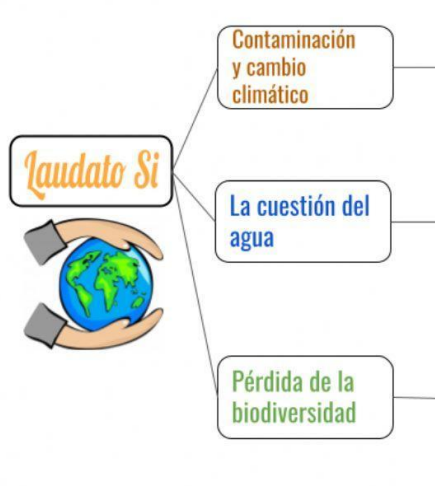 Contaminación
y cambio
climático
Laudato Si
La cuestión del
agua
Pérdida de la
biodiversidad